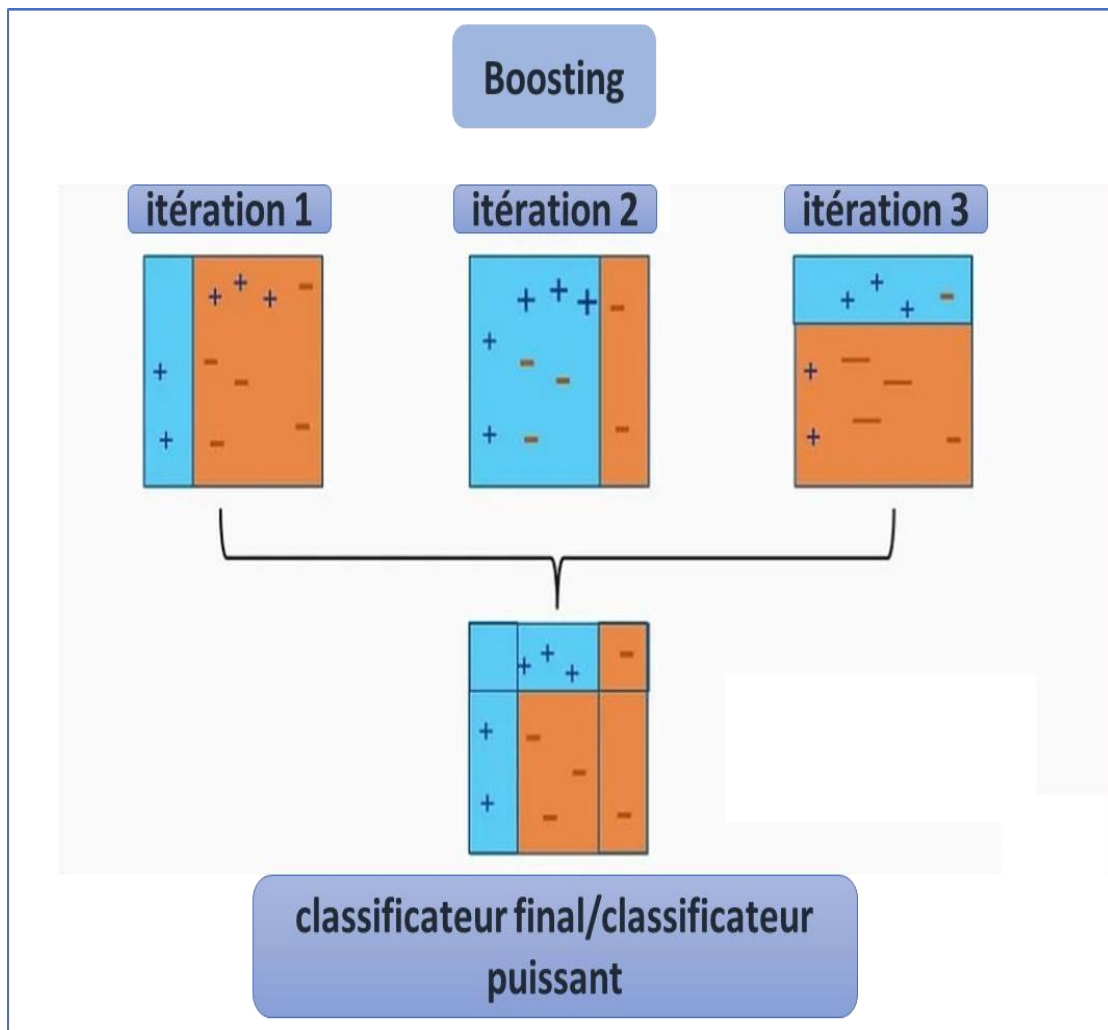 Boosting
itération 1 itération 2 itération 3
classificateur final/classificateur
puissant